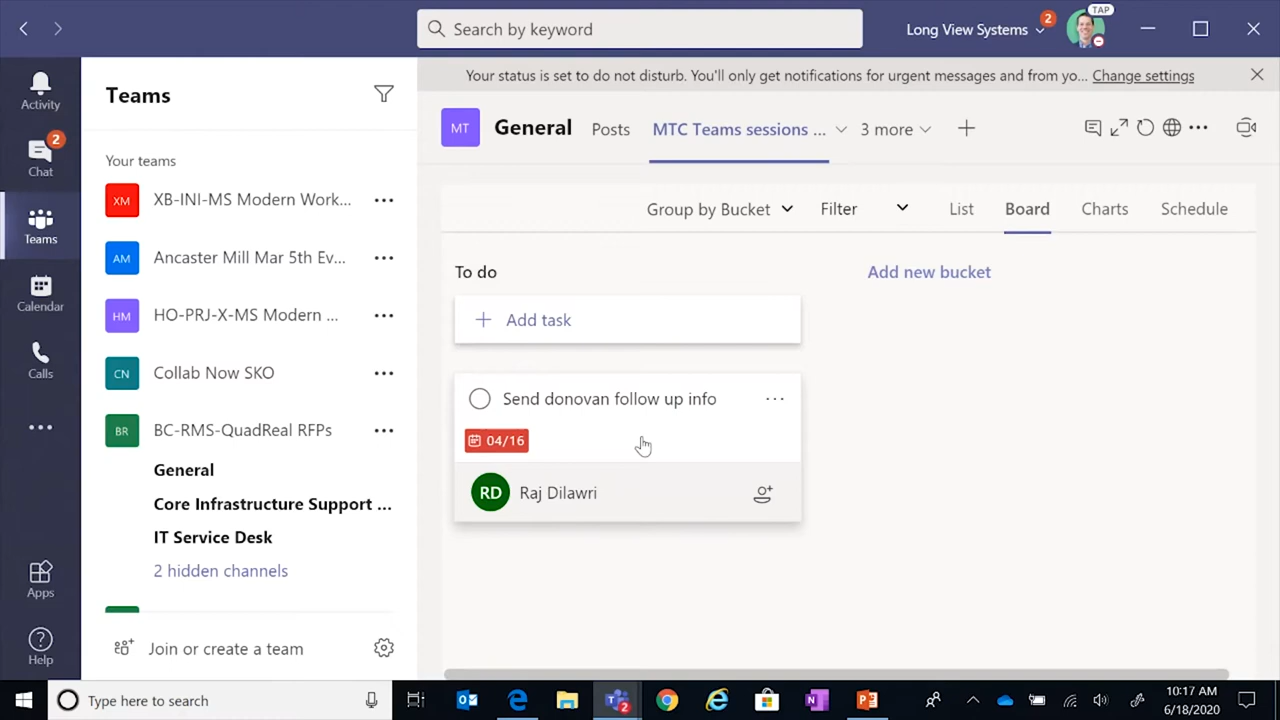 Search by keyword
Long View Systems
2
TAP
Activity
Chat
2
Teams
Calendar
Calls
Apps
Help
Teams
Your teams
XM
XB-INI-MS Modern Work...
AM
Ancaster Mill Mar 5th Ev...
HM
HO-PRJ-X-MS Modern ...
CN
Collab Now SKO
BR
BC-RMS-QuadReal RFPs
General
Core Infrastructure Support ...
IT Service Desk
2 hidden channels
Join or create a team
Your status is set to do not disturb. You'll only get notifications for urgent messages and from yo... Change settings
MT
General
Posts
MTC Teams sessions ...
3 more
Group by Bucket
Filter
List
Board
Charts
Schedule
To do
Add new bucket
Add task
Send donovan follow up info
04/16
RD
Raj Dilawri
Type here to search
2
10:17 AM
6/18/2020